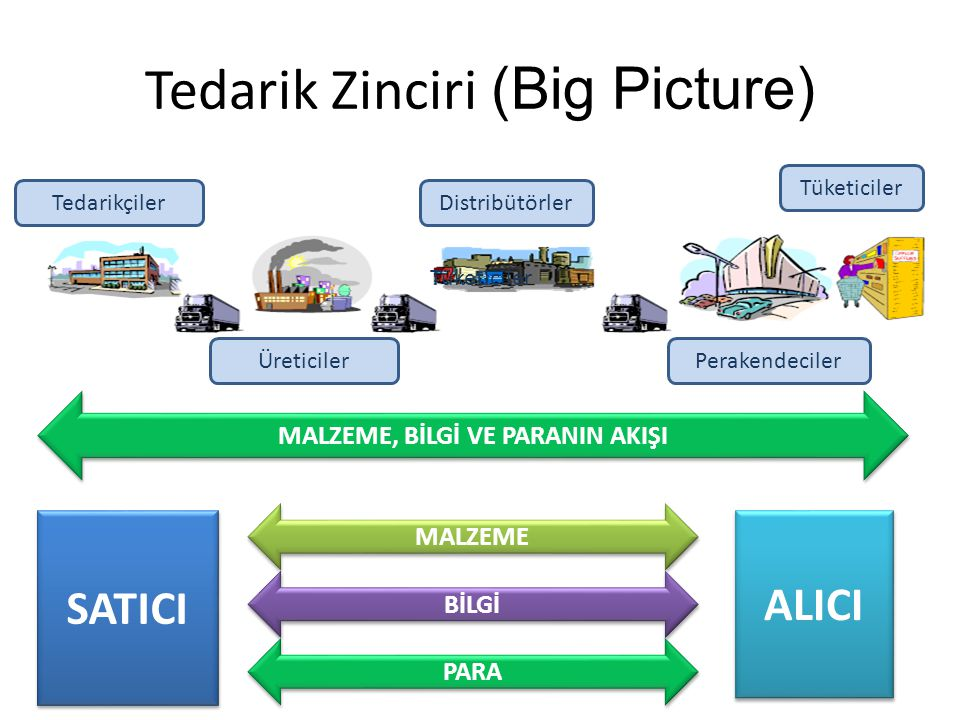 Tedarik Zinciri (Big Picture)
Tedarikçiler
Distribütörler
Tüketiciler
Üreticiler
Perakendeciler
MALZEME, BİLGİ VE PARANIN AKIŞI
SATICI
MALZEME
BİLGİ
PARA
ALICI